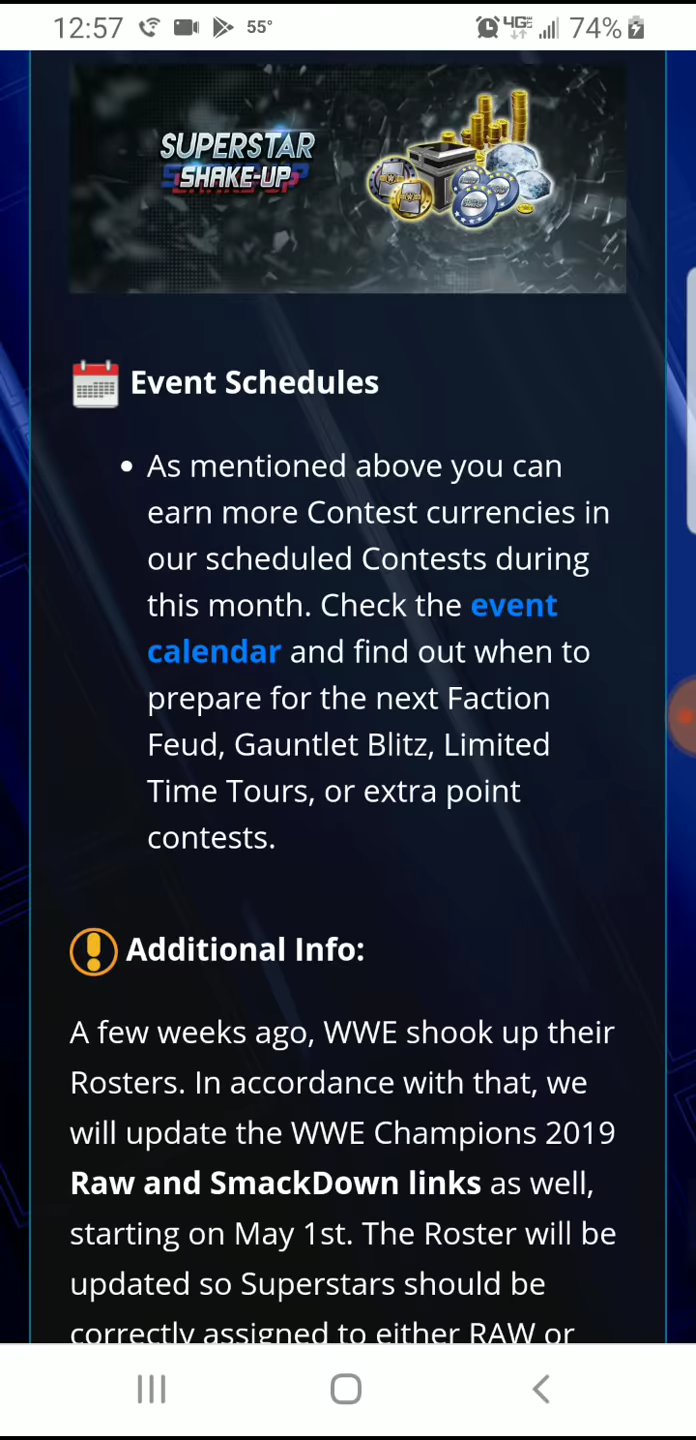 12:57 55° 4G 74%
SUPERSTAR
SHAKE-UP
Event Schedules
• As mentioned above you can
earn more Contest currencies in
our scheduled Contests during
this month. Check the event
calendar and find out when to
prepare for the next Faction
Feud, Gauntlet Blitz, Limited
Time Tours, or extra point
contests.
Additional Info:
A few weeks ago, WWE shook up their
Rosters. In accordance with that, we
will update the WWE Champions 2019
Raw and SmackDown links as well,
starting on May 1st. The Roster will be
updated so Superstars should be
correctly assigned to either RAW or